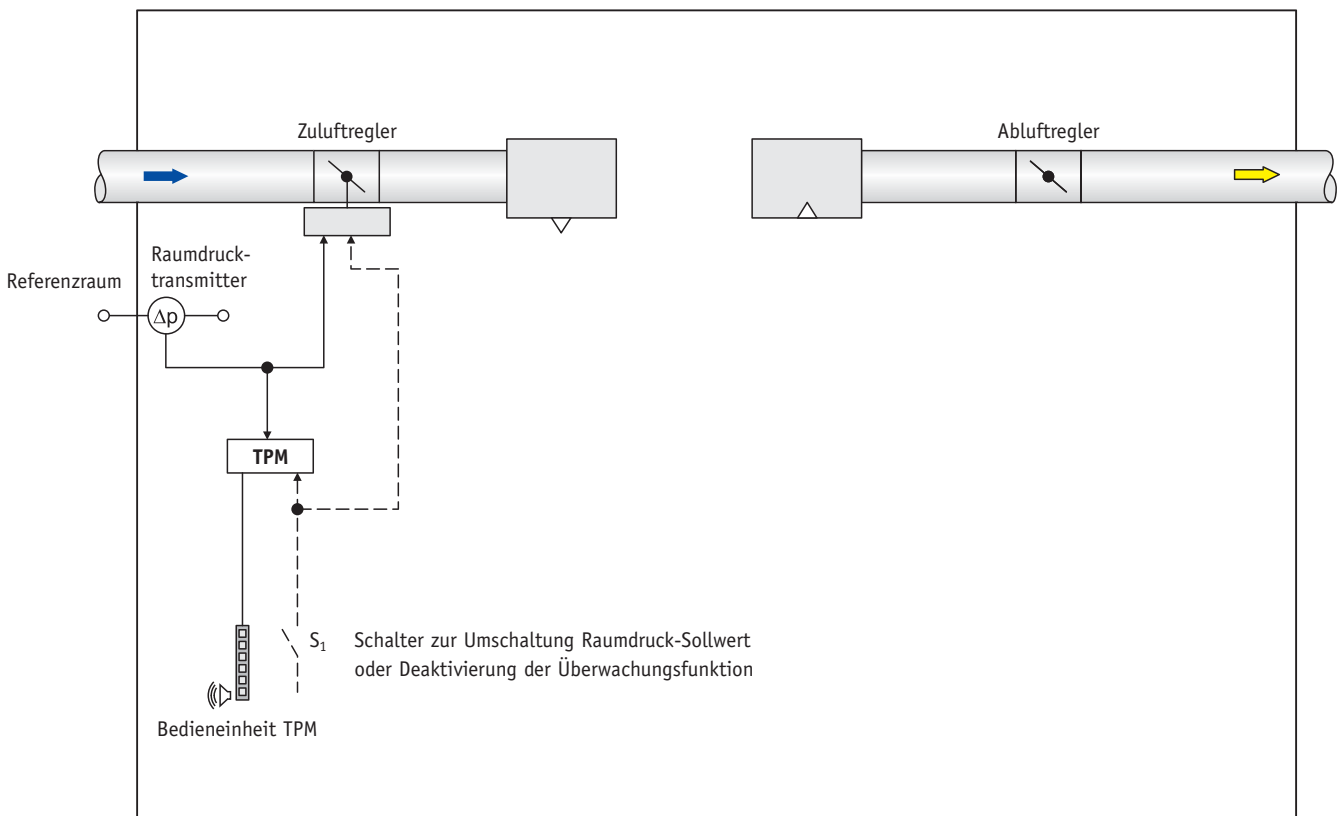 Zuluftregler
Abluftregler
Raumdruck-
transmitter
Referenzraum
Δp
TPM
S₁
Schalter zur Umschaltung Raumdruck-Sollwert
oder Deaktivierung der Überwachungsfunktion
Bedieneinheit TPM